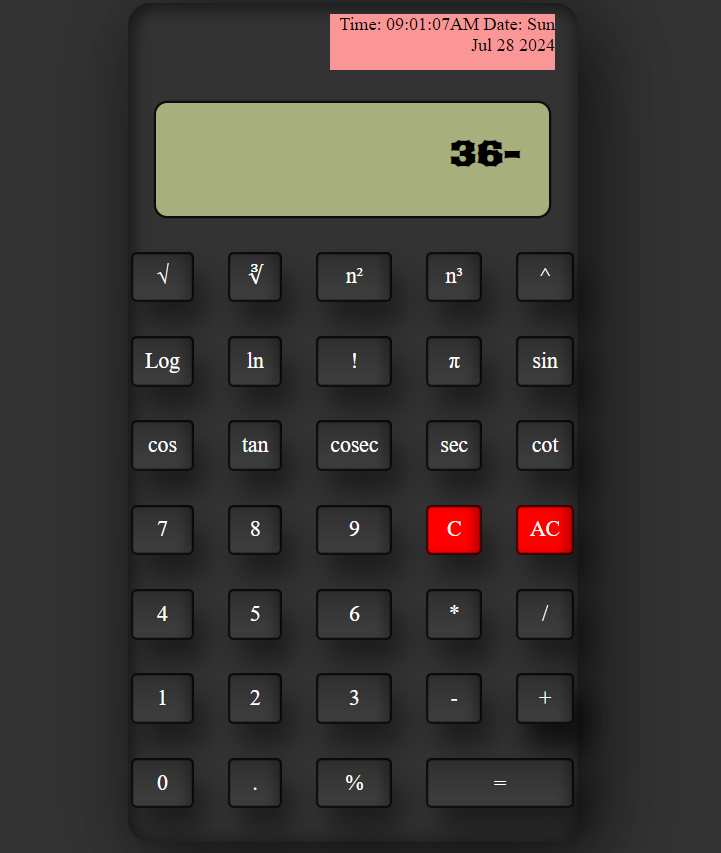 Time: 09:01:07AM Date: Sun
Jul 28 2024
36-
√ ∛ n² n³ ^
Log ln ! π sin
cos tan cosec sec cot
7 8 9 C AC
4 5 6 * /
1 2 3 - +
0 . % =